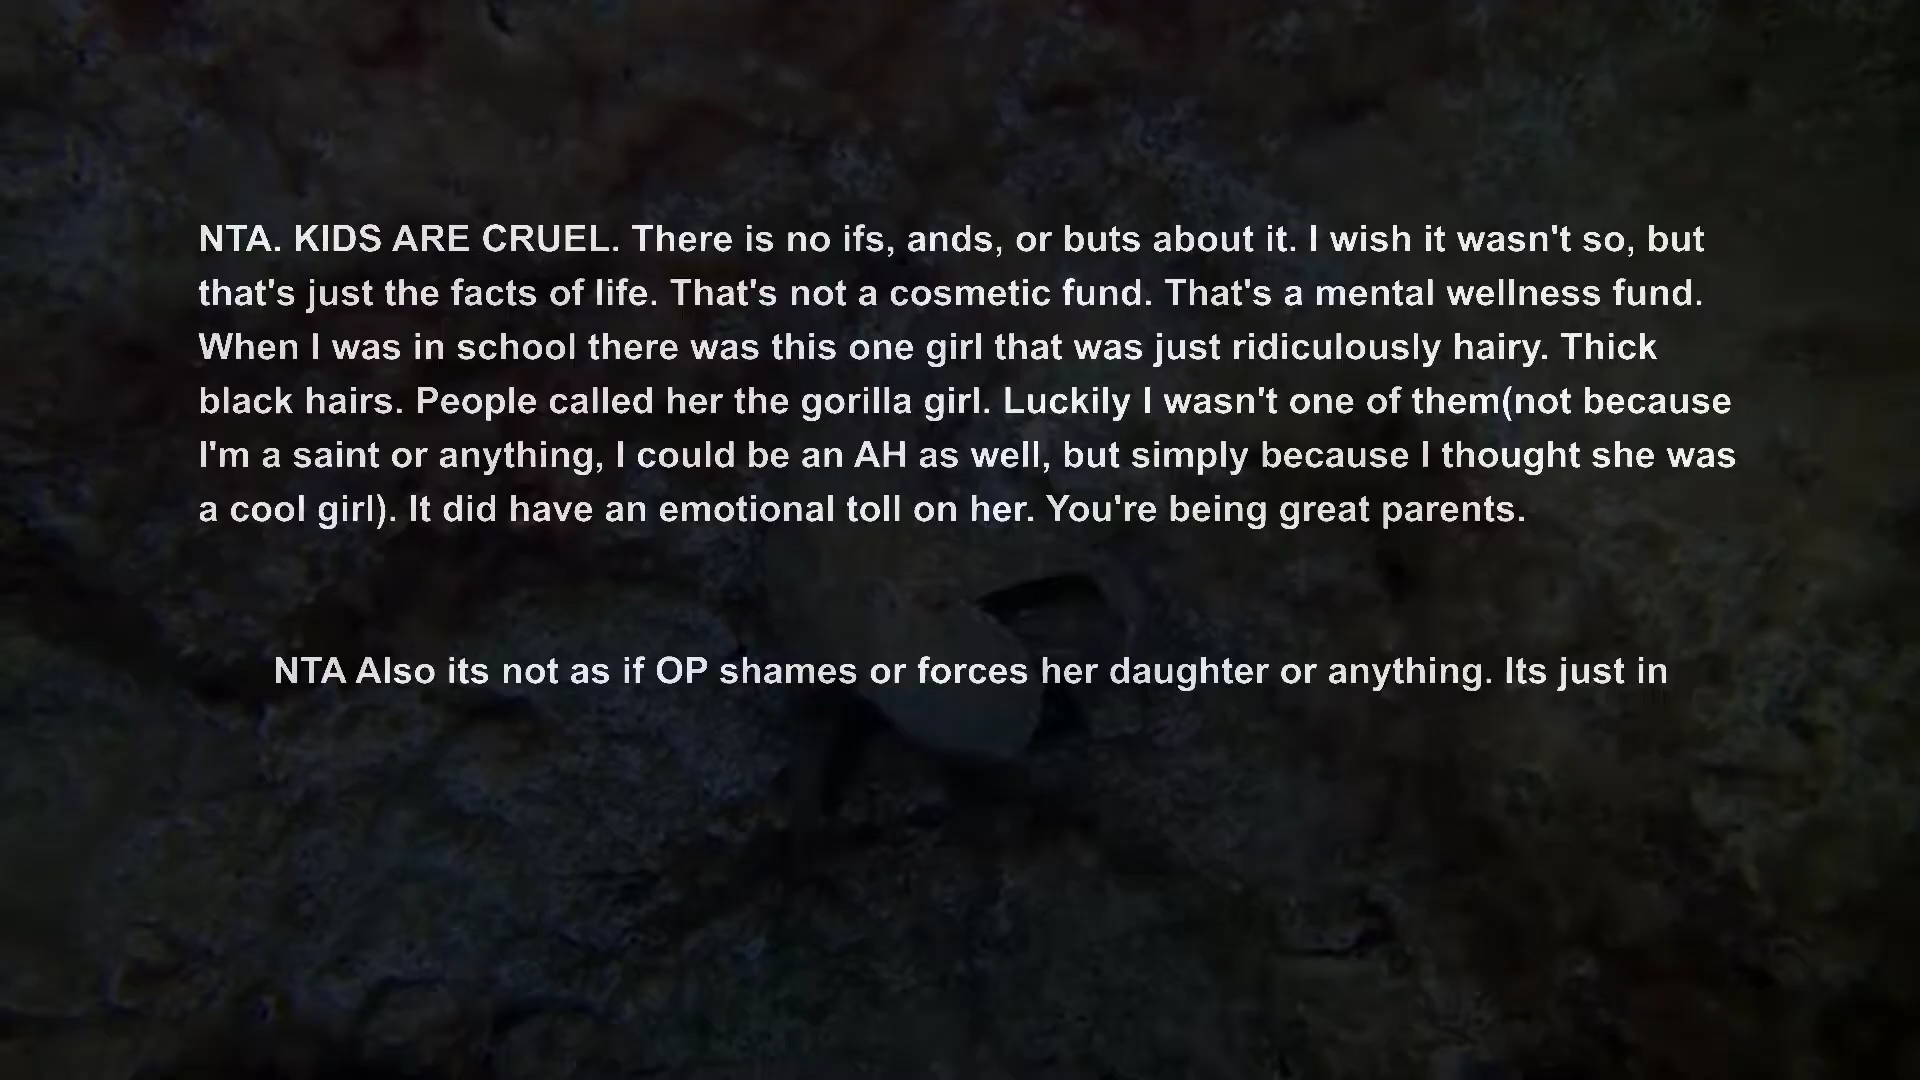 NTA. KIDS ARE CRUEL. There is no ifs, ands, or buts about it. I wish it wasn't so, but
that's just the facts of life. That's not a cosmetic fund. That's a mental wellness fund.
When I was in school there was this one girl that was just ridiculously hairy. Thick
black hairs. People called her the gorilla girl. Luckily I wasn't one of them(not because
I'm a saint or anything, I could be an AH as well, but simply because I thought she was
a cool girl). It did have an emotional toll on her. You're being great parents.
NTA Also its not as if OP shames or forces her daughter or anything. Its just in